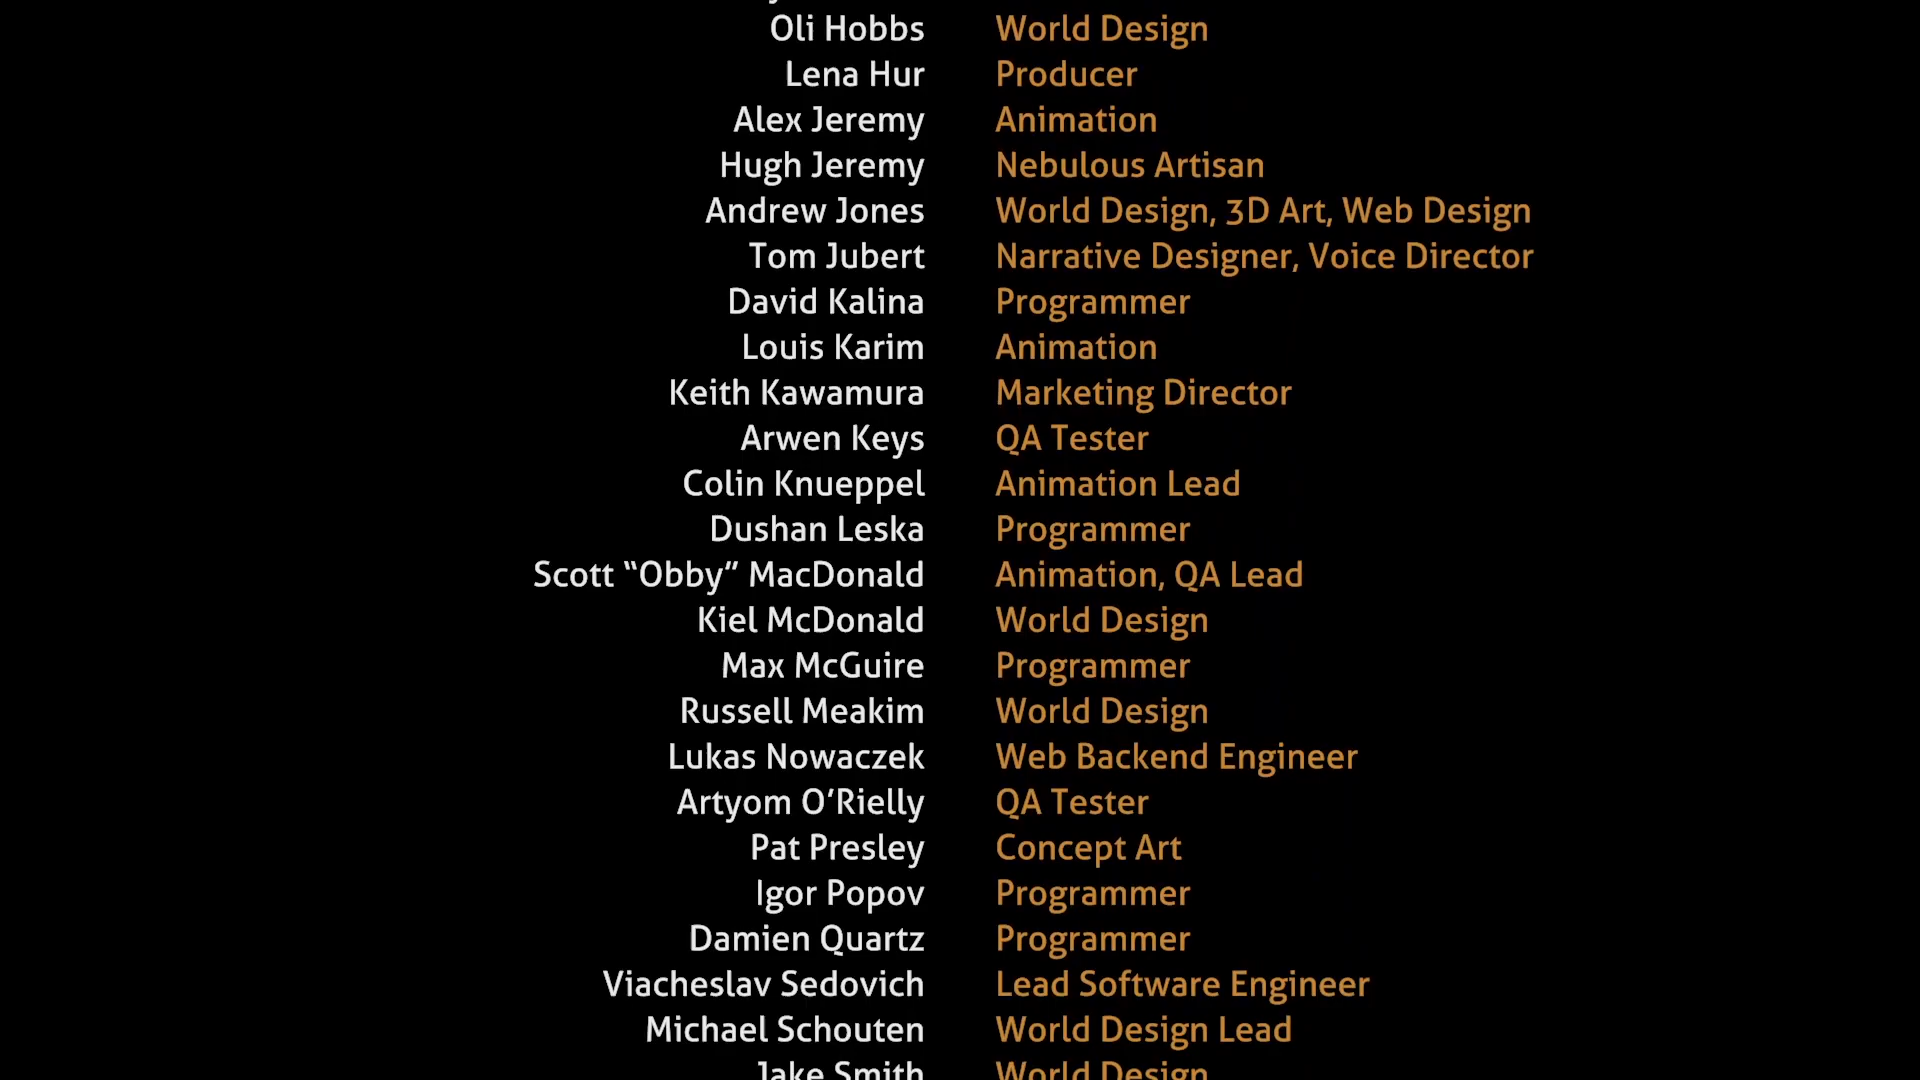 Oli Hobbs World Design
Lena Hur Producer
Alex Jeremy Animation
Hugh Jeremy Nebulous Artisan
Andrew Jones World Design, 3D Art, Web Design
Tom Jubert Narrative Designer, Voice Director
David Kalina Programmer
Louis Karim Animation
Keith Kawamura Marketing Director
Arwen Keys QA Tester
Colin Knueppel Animation Lead
Dushan Leska Programmer
Scott “Obby” MacDonald Animation, QA Lead
Kiel McDonald World Design
Max McGuire Programmer
Russell Meakim World Design
Lukas Nowaczek Web Backend Engineer
Artyom O’Rielly QA Tester
Pat Presley Concept Art
Igor Popov Programmer
Damien Quartz Programmer
Viacheslav Sedovich Lead Software Engineer
Michael Schouten World Design Lead
Jake Smith World Design